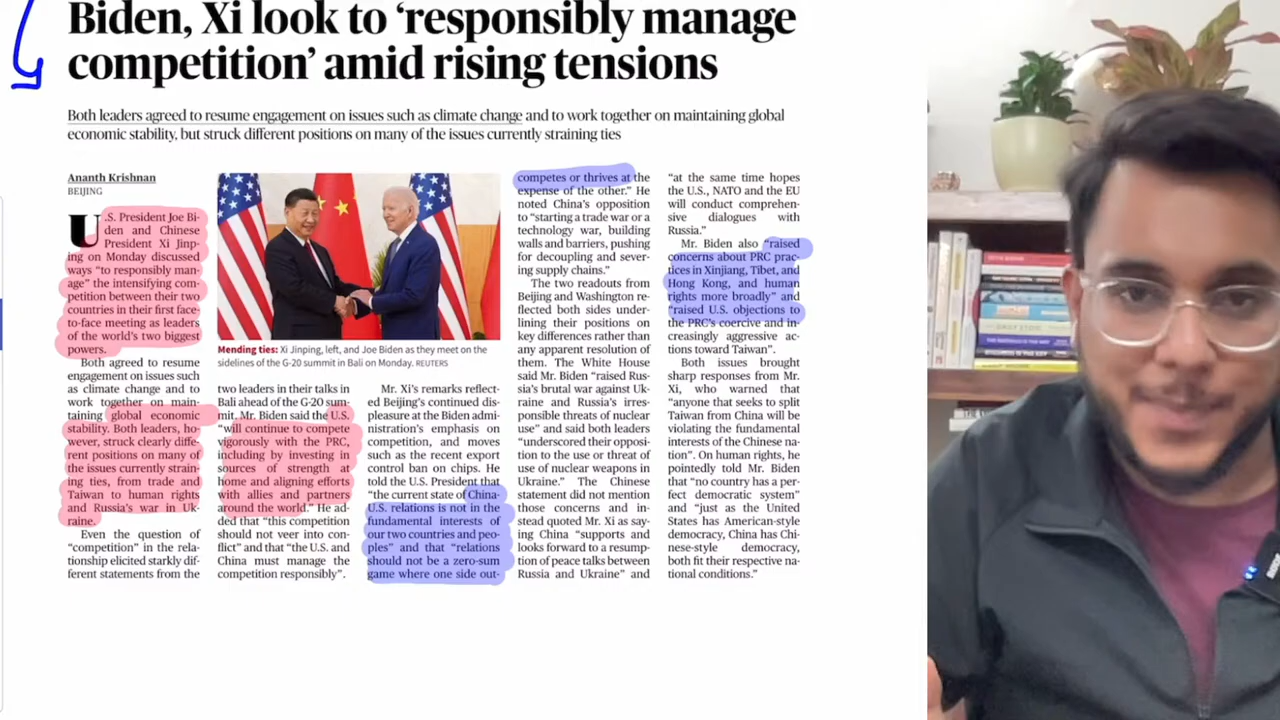 Biden, Xi look to ‘responsibly manage
competition’ amid rising tensions
Both leaders agreed to resume engagement on issues such as climate change and to work together on maintaining global
economic stability, but struck different positions on many of the issues currently straining ties
Ananth Krishnan
BEIJING
U.S. President Joe Bi-
den and Chinese
President Xi Jinp-
ing on Monday discussed
ways “to responsibly man-
age” the intensifying com-
petition between their two
countries in their first face-
to-face meeting as leaders
of the world’s two biggest
powers.
Both agreed to resume
engagement on issues such
as climate change and to
work together on main-
taining global economic
stability. Both leaders, ho-
wever, struck clearly diffe-
rent positions on many of
the issues currently strain-
ing ties, from trade and
Taiwan to human rights
and Russia’s war in Uk-
raine.
Even the question of
“competition” in the rela-
tionship elicited starkly dif-
ferent statements from the
Mending ties: Xi Jinping, left, and Joe Biden as they meet on the
sidelines of the G-20 summit in Bali on Monday. REUTERS
two leaders in their talks in
Bali ahead of the G-20 sum-
mit. Mr. Biden said the U.S.
“will continue to compete
vigorously with the PRC,
including by investing in
sources of strength at
home and aligning efforts
with allies and partners
around the world.” He ad-
ded that “this competition
should not veer into con-
flict” and that “the U.S. and
China must manage the
competition responsibly”.
Mr. Xi’s remarks reflect-
ed Beijing’s continued dis-
pleasure at the Biden admi-
nistration’s emphasis on
competition, and moves
such as the recent export
control ban on chips. He
told the U.S. President that
“the current state of China-
U.S. relations is not in the
fundamental interests of
our two countries and peo-
ples” and that “relations
should not be a zero-sum
game where one side out-
competes or thrives at the
expense of the other.” He
noted China’s opposition
to “starting a trade war or a
technology war, building
walls and barriers, pushing
for decoupling and sever-
ing supply chains.”
The two readouts from
Beijing and Washington re-
flected both sides under-
lining their positions on
key differences rather than
any apparent resolution of
them. The White House
said Mr. Biden “raised Rus-
sia’s brutal war against Uk-
raine and Russia’s irres-
ponsible threats of nuclear
use” and said both leaders
“underscored their opposi-
tion to the use or threat of
use of nuclear weapons in
Ukraine.” The Chinese
statement did not mention
those concerns and in-
stead quoted Mr. Xi as say-
ing China “supports and
looks forward to a resump-
tion of peace talks between
Russia and Ukraine” and
“at the same time hopes
the U.S., NATO and the EU
will conduct comprehen-
sive dialogues with
Russia.”
Mr. Biden also “raised
concerns about PRC prac-
tices in Xinjiang, Tibet, and
Hong Kong, and human
rights more broadly” and
“raised U.S. objections to
the PRC’s coercive and in-
creasingly aggressive ac-
tions toward Taiwan”.
Both issues brought
sharp responses from Mr.
Xi, who warned that
“anyone that seeks to split
Taiwan from China will be
violating the fundamental
interests of the Chinese na-
tion”. On human rights, he
pointedly told Mr. Biden
that “no country has a per-
fect democratic system”
and “just as the United
States has American-style
democracy, China has Chi-
nese-style democracy,
both fit their respective na-
tional conditions.”